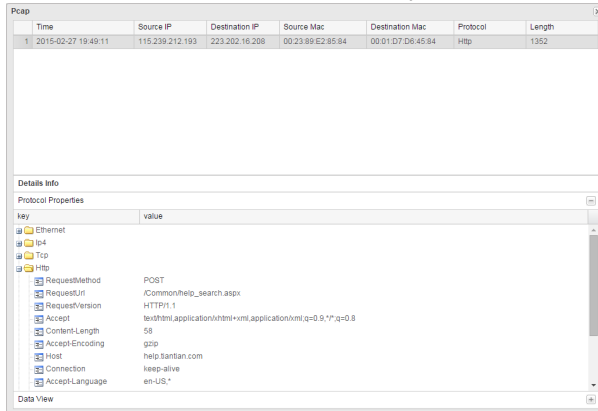 Pcap
Time Source IP Destination IP Source Mac Destination Mac Protocol Length
1 2015-02-27 19:49:11 115.239.212.193 223.202.16.208 00:23:89:E2:85:84 00:01:D7:D6:45:84 Http 1352
Details Info
Protocol Properties
key value
Ethernet
Ip4
Tcp
Http
RequestMethod POST
RequestUrl /Common/help_search.aspx
RequestVersion HTTP/1.1
Accept text/html,application/xhtml+xml,application/xml;q=0.9,*/*;q=0.8
Content-Length 58
Accept-Encoding gzip
Host help.tiantian.com
Connection keep-alive
Accept-Language en-US,*
Data View